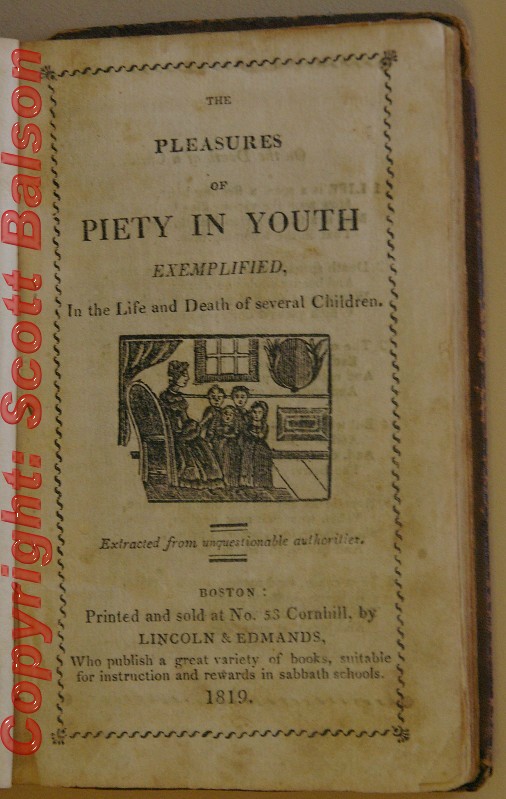 THE
PLEASURES
OF
PIETY IN YOUTH
EXEMPLIFIED,
In the Life and Death of several Children.
Extracted from unquestionable authorities.
BOSTON:
Printed and sold at No. 53 Cornhill, by
LINCOLN & EDMANDS,
Who publish a great variety of books, suitable
for instruction and rewards in sabbath schools.
1819.
Copyright: Scott Balson